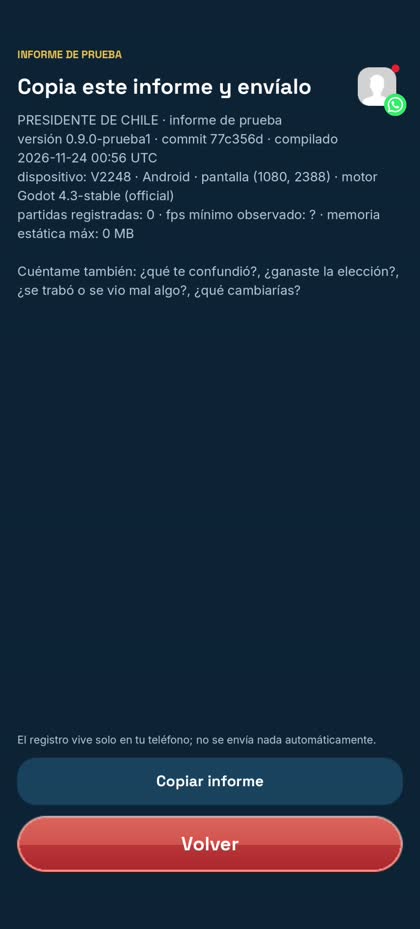 INFORME DE PRUEBA
Copia este informe y envíalo
PRESIDENTE DE CHILE · informe de prueba
versión 0.9.0-prueba1 · commit 77c356d · compilado
2026-11-24 00:56 UTC
dispositivo: V2248 · Android · pantalla (1080, 2388) · motor
Godot 4.3-stable (official)
partidas registradas: 0 · fps mínimo observado: ? · memoria
estática máx: 0 MB
Cuéntame también: ¿qué te confundió?, ¿ganaste la elección?,
¿se trabó o se vio mal algo?, ¿qué cambiarías?
El registro vive solo en tu teléfono; no se envía nada automáticamente.
Copiar informe
Volver